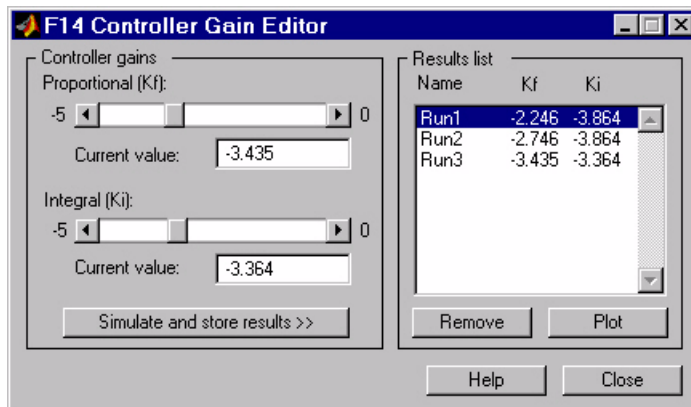 F14 Controller Gain Editor
Controller gains
Proportional (Kf):
-5 0
Current value: -3.435
Integral (Ki):
-5 0
Current value: -3.364
Simulate and store results >>
Results list
Name Kf Ki
Run1 -2.246 -3.864
Run2 -2.746 -3.864
Run3 -3.435 -3.364
Remove Plot
Help Close